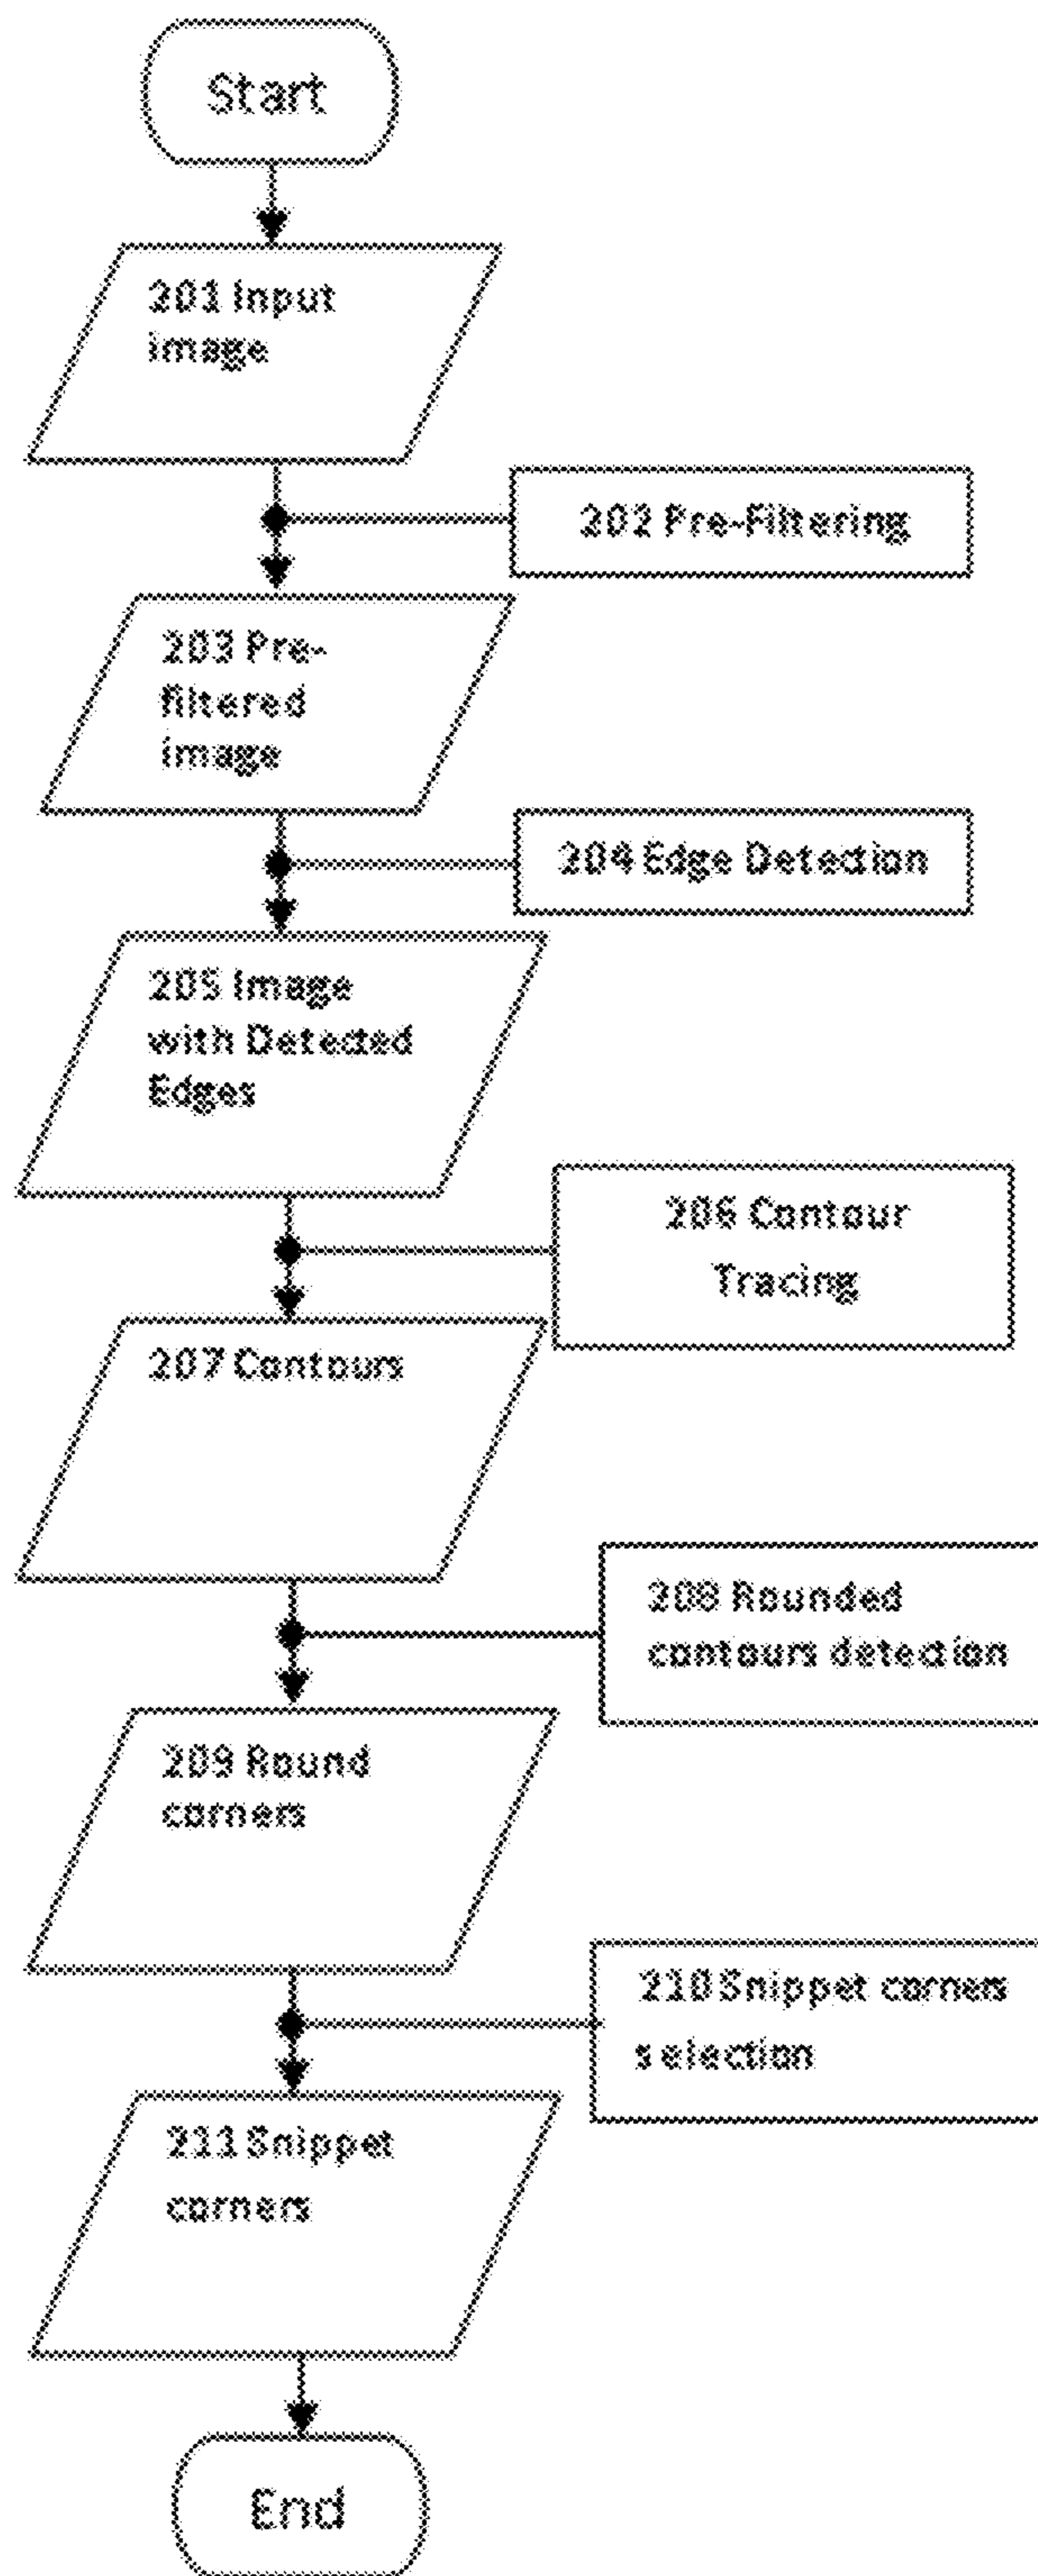 Start
201 Input
image
202 Pre-Filtering
203 Pre-
filtered
image
204 Edge Detection
205 Image
with Detected
Edges
206 Contour
Tracing
207 Contours
208 Rounded
contours detection
209 Round
corners
210 Snippet corners
selection
211 Snippet
corners
End